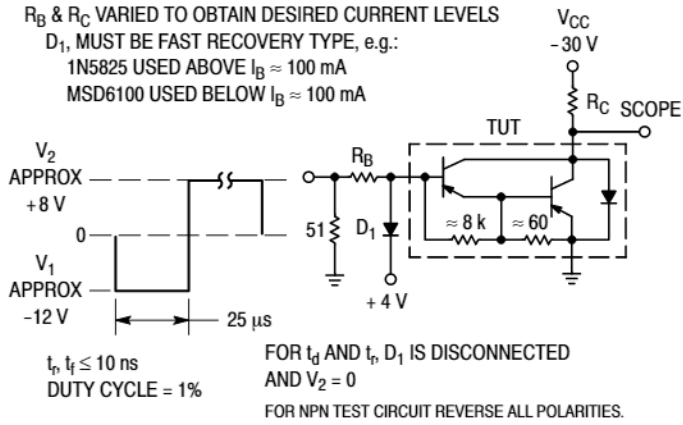 R_B & R_C VARIED TO OBTAIN DESIRED CURRENT LEVELS
D_1, MUST BE FAST RECOVERY TYPE, e.g.:
1N5825 USED ABOVE I_B ≈ 100 mA
MSD6100 USED BELOW I_B ≈ 100 mA
V_CC
-30 V
R_C SCOPE
TUT
V_2
APPROX
+8 V
0
V_1
APPROX
-12 V
25 μs
R_B
51
D_1
≈ 8 k
≈ 60
+ 4 V
t_r, t_f ≤ 10 ns
DUTY CYCLE = 1%
FOR t_d AND t_r, D_1 IS DISCONNECTED
AND V_2 = 0
FOR NPN TEST CIRCUIT REVERSE ALL POLARITIES.